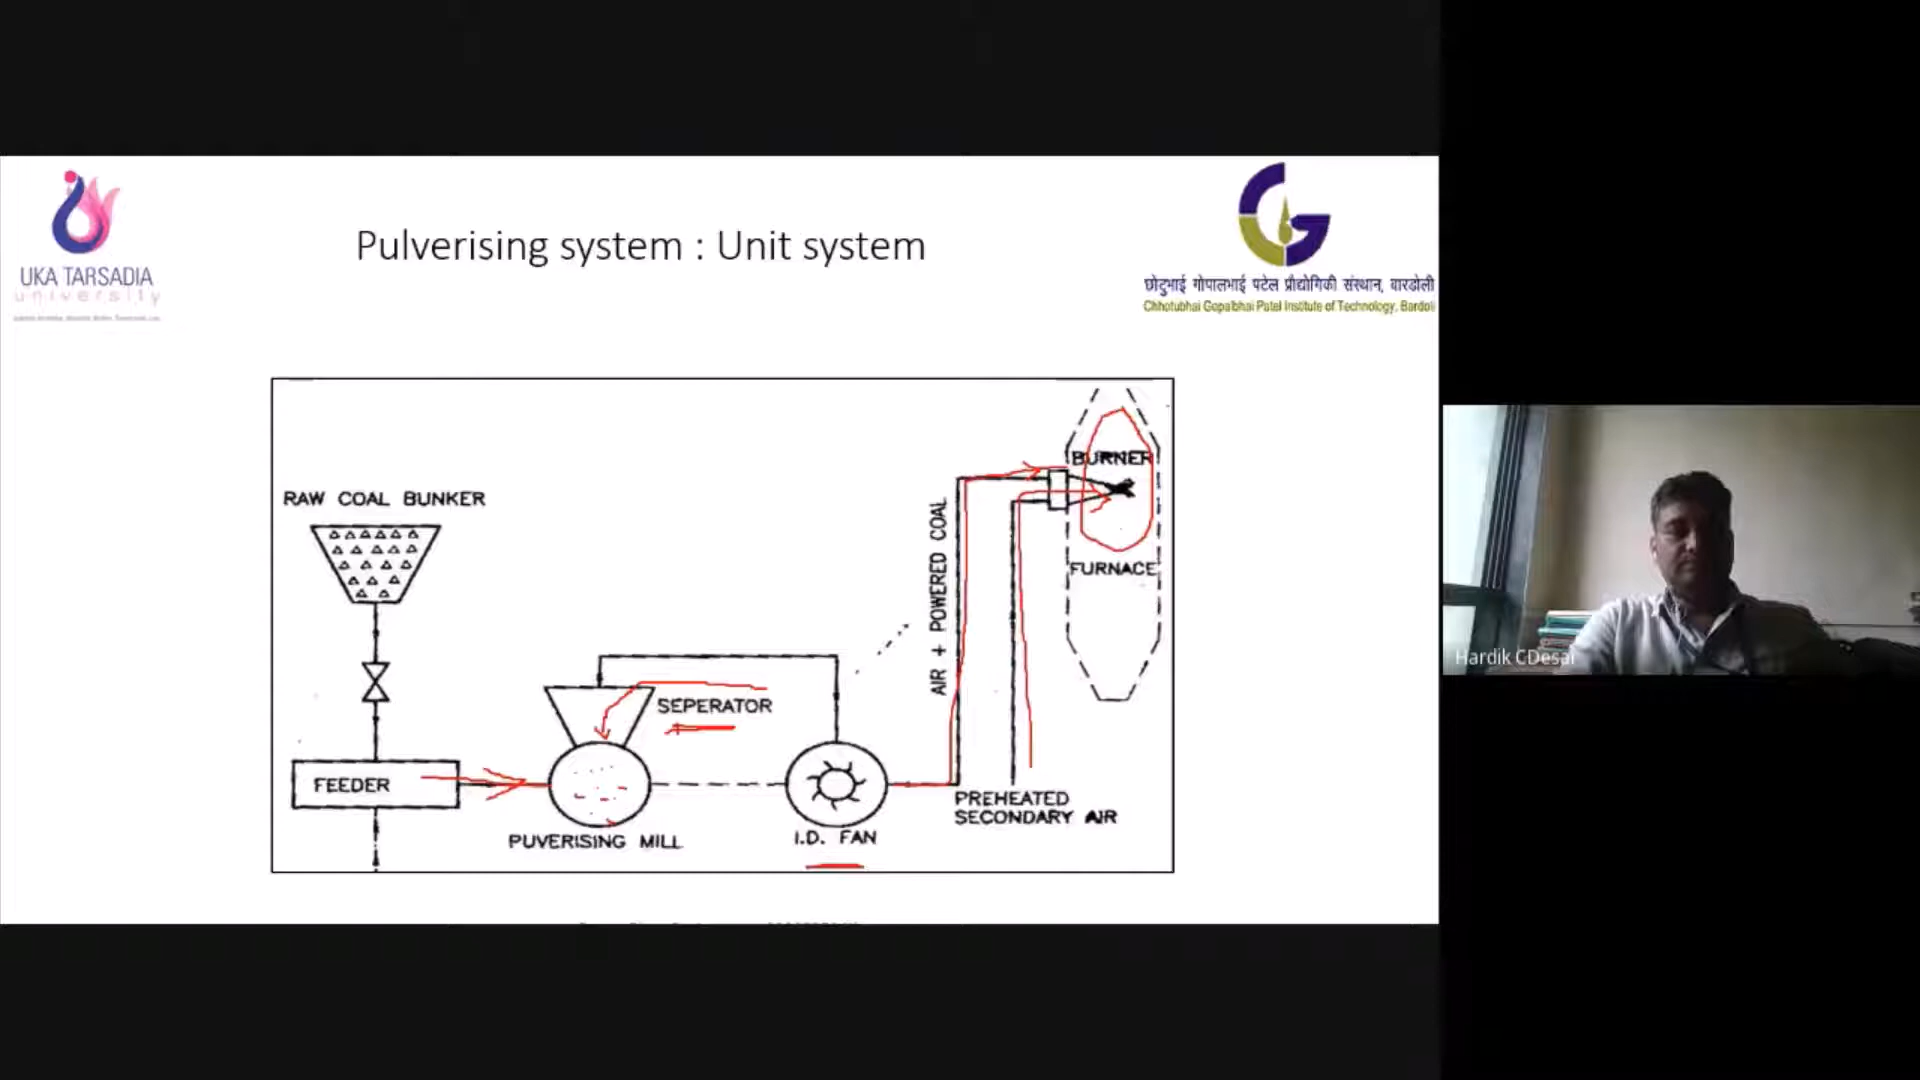 UKA TARSADIA
university
Pulverising system : Unit system
छोटुभाई गोपालभाई पटेल प्रौद्योगिकी संस्थान, बारडोली
Chhotubhai Gopalbhai Patel Institute of Technology, Bardoli
RAW COAL BUNKER
FEEDER
SEPERATOR
PUVERISING MILL
I.D. FAN
AIR + POWERED COAL
BURNER
FURNACE
PREHEATED
SECONDARY AIR
Hardik CDesai